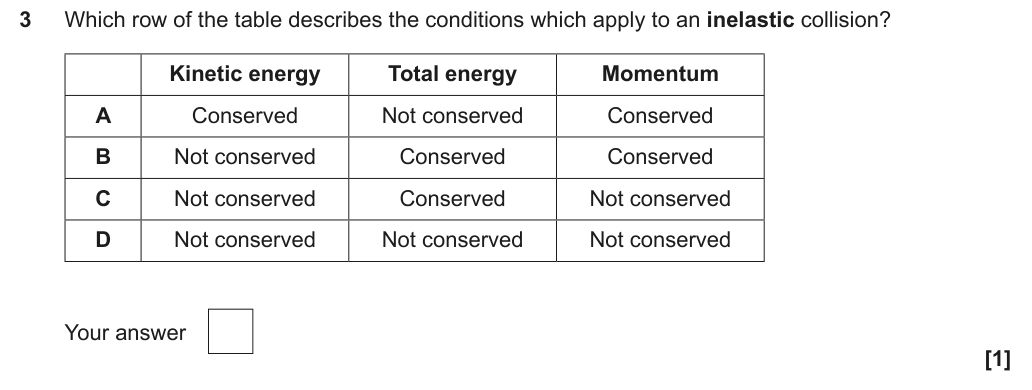 3 Which row of the table describes the conditions which apply to an inelastic collision?
Kinetic energy Total energy Momentum
A Conserved Not conserved Conserved
B Not conserved Conserved Conserved
C Not conserved Conserved Not conserved
D Not conserved Not conserved Not conserved
Your answer
[1]